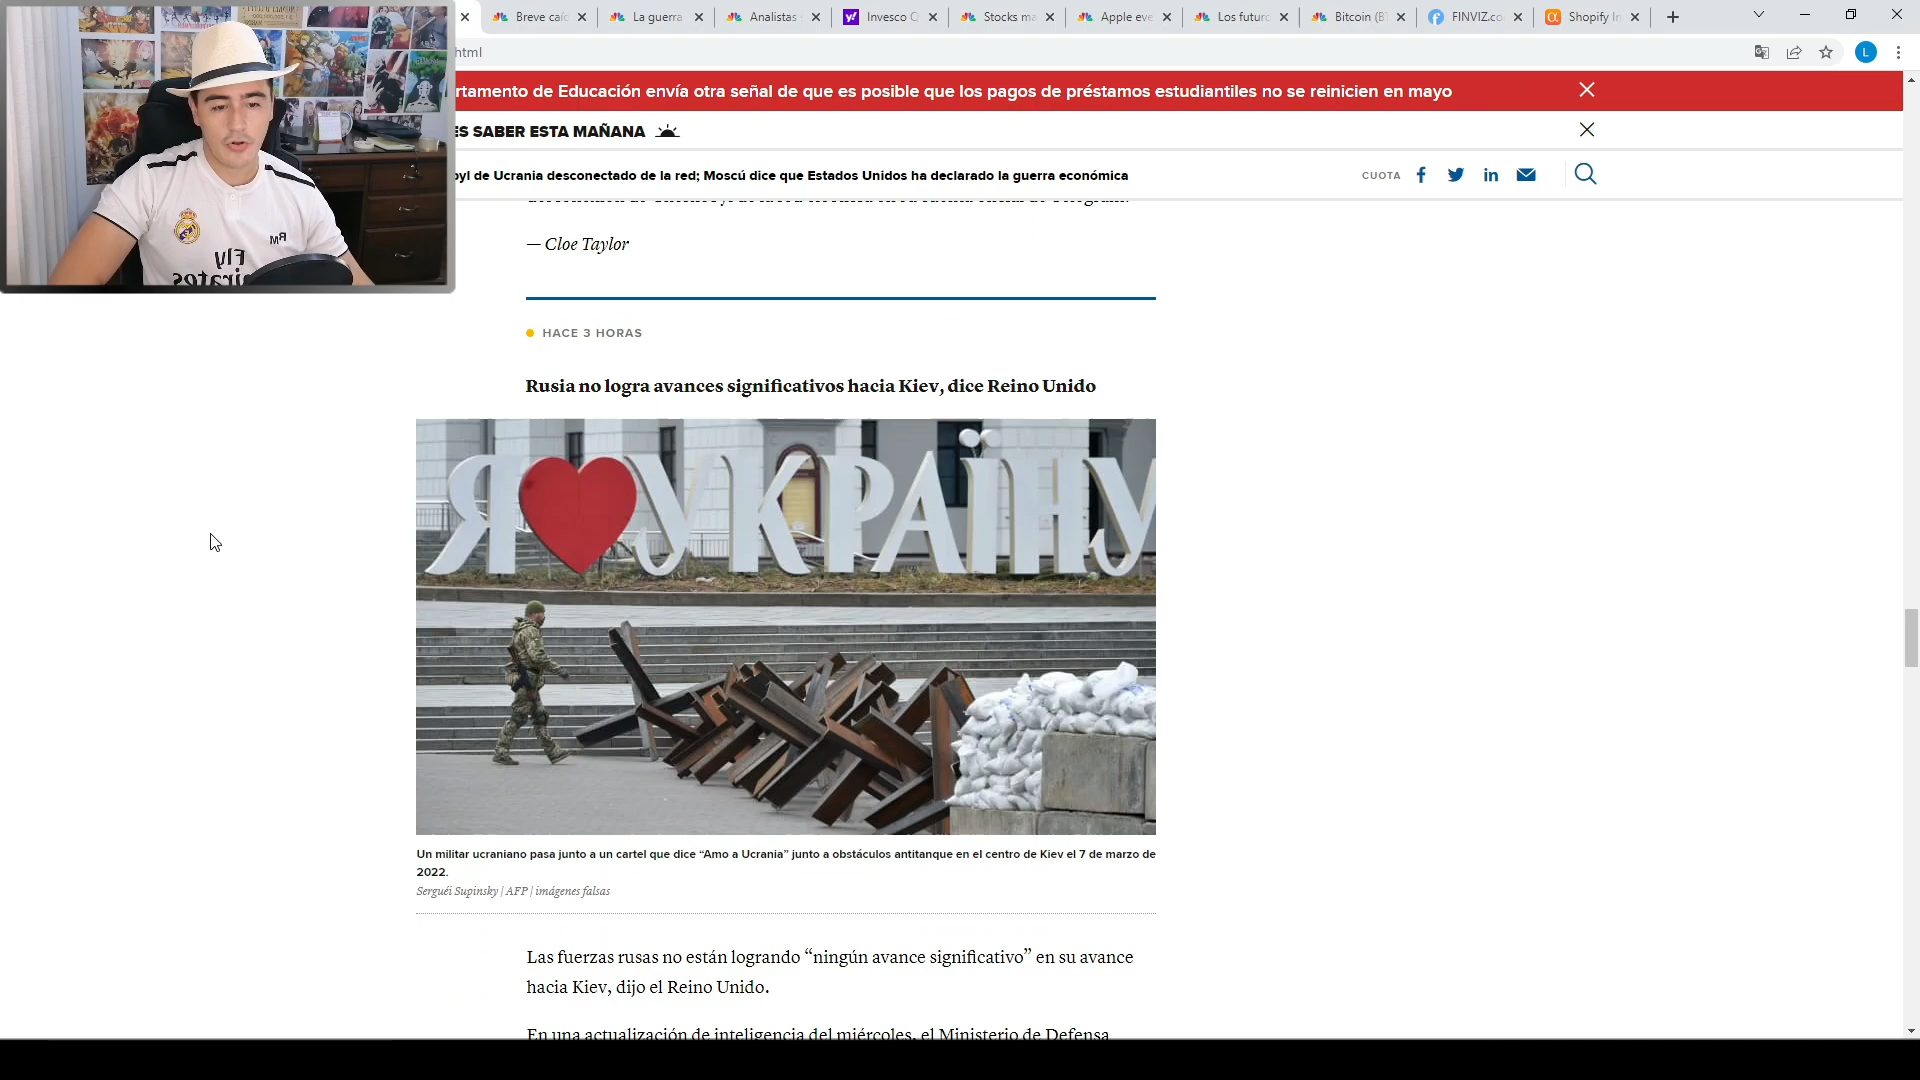 Breve caíd
La guerra
Analistas
Invesco Q
Stocks ma
Apple eve
Los futuro
Bitcoin (BT
FINVIZ.co
Shopify In
html
L
rtamento de Educación envía otra señal de que es posible que los pagos de préstamos estudiantiles no se reinicien en mayo
ES SABER ESTA MAÑANA
byl de Ucrania desconectado de la red; Moscú dice que Estados Unidos ha declarado la guerra económica
CUOTA
— Cloe Taylor
HACE 3 HORAS
Rusia no logra avances significativos hacia Kiev, dice Reino Unido
Я УКРАЇНУ
Un militar ucraniano pasa junto a un cartel que dice “Amo a Ucrania” junto a obstáculos antitanque en el centro de Kiev el 7 de marzo de
2022.
Serguéi Supinsky | AFP | imágenes falsas
Las fuerzas rusas no están logrando “ningún avance significativo” en su avance
hacia Kiev, dijo el Reino Unido.
En una actualización de inteligencia del miércoles, el Ministerio de Defensa
RM
Fly